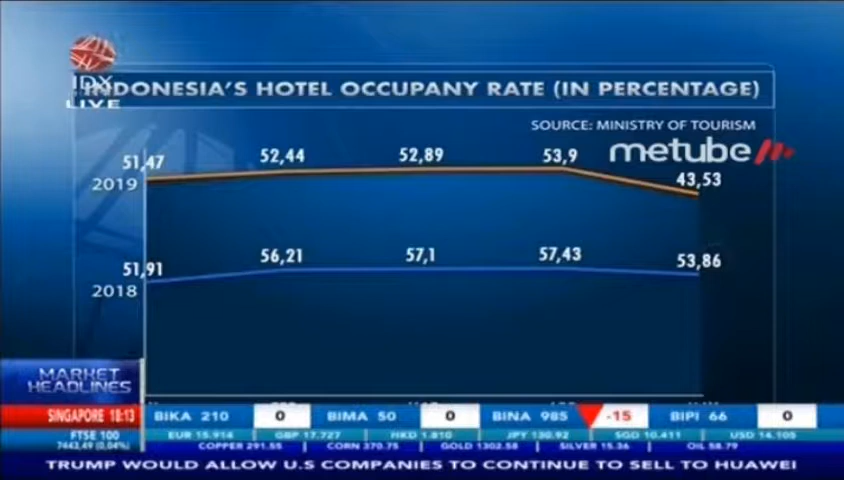 IDX
LIVE
INDONESIA'S HOTEL OCCUPANY RATE (IN PERCENTAGE)
SOURCE: MINISTRY OF TOURISM
metube
51,47 52,44 52,89 53,9 43,53
2019
51,91 56,21 57,1 57,43 53,86
2018
MARKET
HEADLINES
SINGAPORE 18:13 BIKA 210 0 BIMA 50 0 BINA 985 -15 BIPI 66 0
FTSE 100 EUR 15.914 GBP 17.727 HKD 1.810 JPY 130.92 SGD 10.411 USD 14.105
7443.49 (0,04%) COPPER 291.55 CORN 370.75 GOLD 1302.58 SILVER 15.36 OIL 58.79
TRUMP WOULD ALLOW U.S COMPANIES TO CONTINUE TO SELL TO HUAWEI